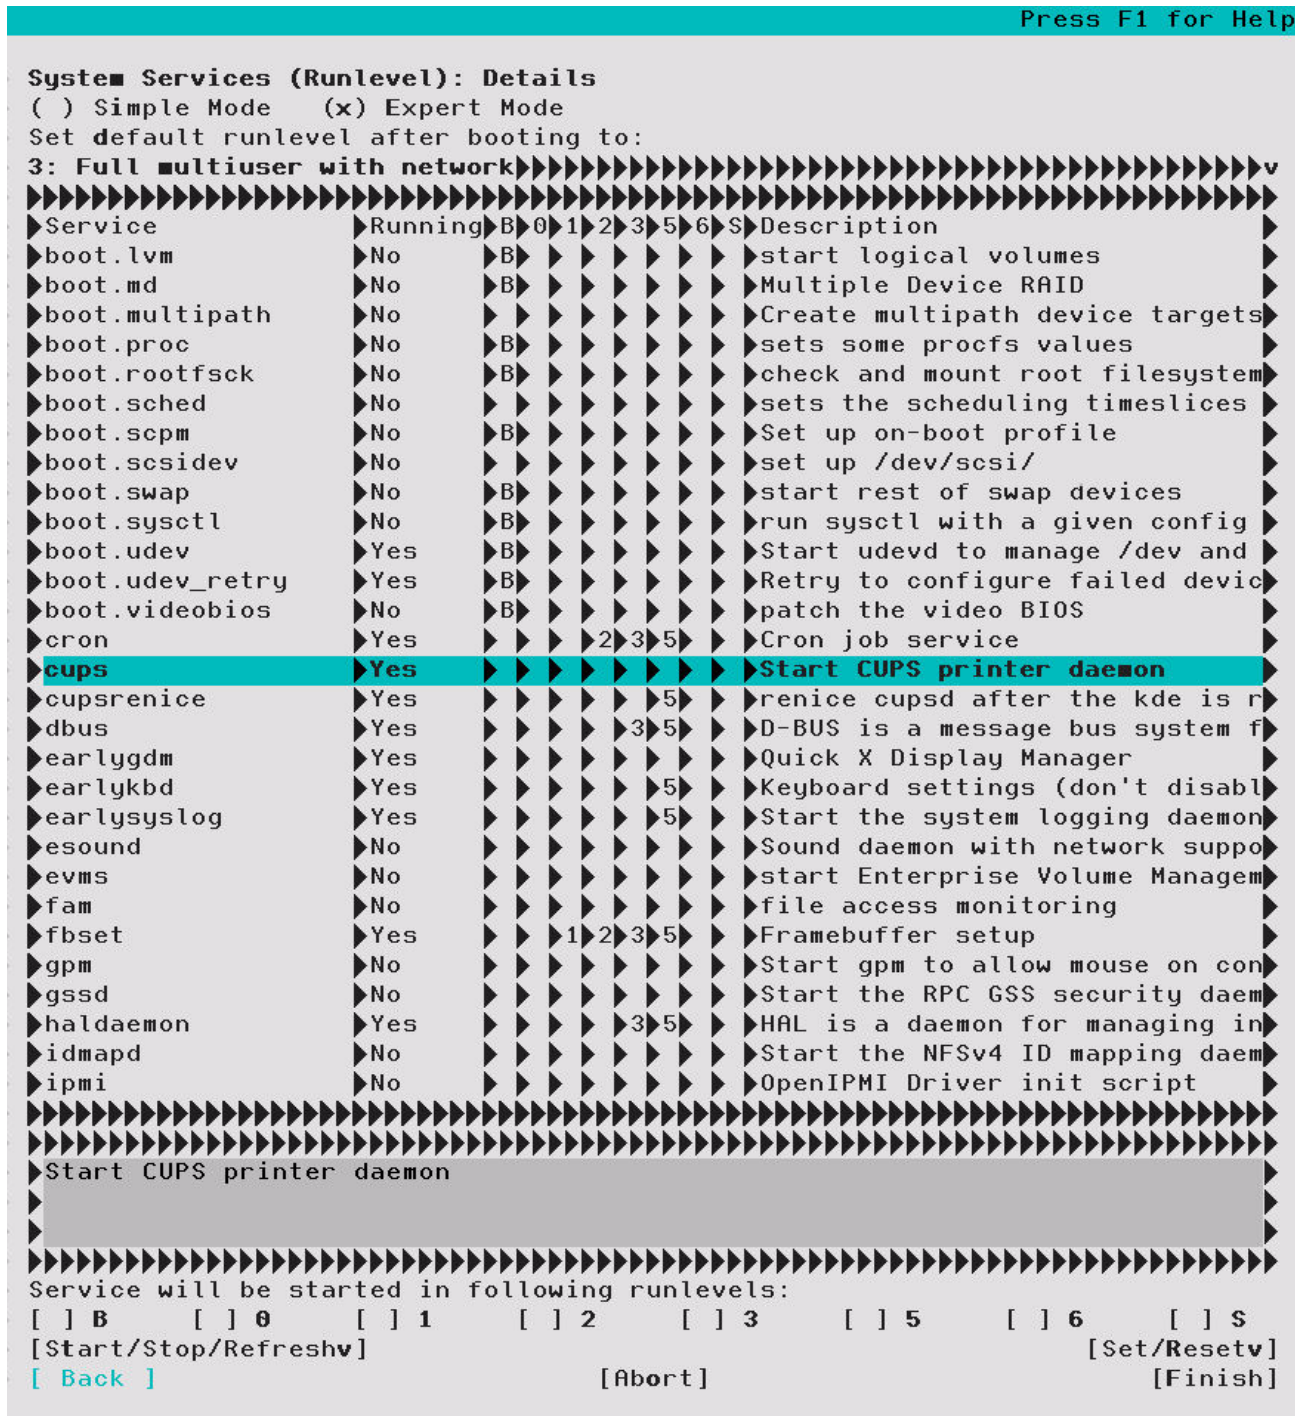 Press F1 for Help
System Services (Runlevel): Details
( ) Simple Mode (x) Expert Mode
Set default runlevel after booting to:
3: Full multiuser with network v
Service Running B 0 1 2 3 5 6 S Description
boot.lvm No B start logical volumes
boot.md No B Multiple Device RAID
boot.multipath No Create multipath device targets
boot.proc No B sets some procfs values
boot.rootfsck No B check and mount root filesystem
boot.sched No sets the scheduling timeslices
boot.scpm No B Set up on-boot profile
boot.scsidev No set up /dev/scsi/
boot.swap No B start rest of swap devices
boot.sysctl No B run sysctl with a given config
boot.udev Yes B Start udevd to manage /dev and
boot.udev_retry Yes B Retry to configure failed devic
boot.videobios No B patch the video BIOS
cron Yes 2 3 5 Cron job service
cups Yes Start CUPS printer daemon
cupsrenice Yes 5 renice cupsd after the kde is r
dbus Yes 3 5 D-BUS is a message bus system f
earlygdm Yes Quick X Display Manager
earlykbd Yes 5 Keyboard settings (don't disabl
earlysyslog Yes 5 Start the system logging daemon
esound No Sound daemon with network suppo
evms No start Enterprise Volume Managem
fam No file access monitoring
fbset Yes 1 2 3 5 Framebuffer setup
gpm No Start gpm to allow mouse on con
gssd No Start the RPC GSS security daem
haldaemon Yes 3 5 HAL is a daemon for managing in
idmapd No Start the NFSv4 ID mapping daem
ipmi No OpenIPMI Driver init script
Start CUPS printer daemon
Service will be started in following runlevels:
[ ] B [ ] 0 [ ] 1 [ ] 2 [ ] 3 [ ] 5 [ ] 6 [ ] S
[Start/Stop/Refreshv] [Set/Resetv]
[ Back ] [Abort] [Finish]